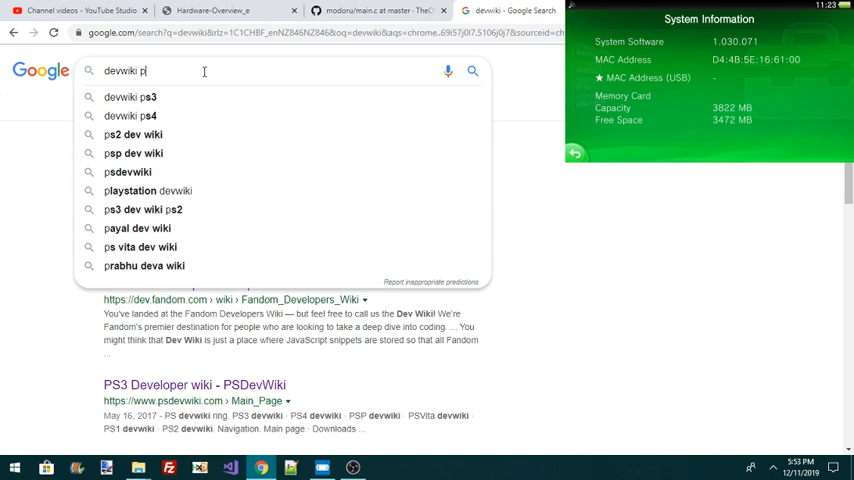 Channel videos - YouTube Studio
Hardware-Overview_e
modoru/main.c at master · TheO
devwiki - Google Search
google.com/search?q=devwiki&rlz=1C1CHBF_enNZ846NZ846&oq=devwiki&aqs=chrome..69i57j0l7.5106j0j7&sourceid=ch
Google
devwiki p
devwiki ps3
devwiki ps4
ps2 dev wiki
psp dev wiki
psdevwiki
playstation devwiki
ps3 dev wiki ps2
payal dev wiki
ps vita dev wiki
prabhu deva wiki
Report inappropriate predictions
https://dev.fandom.com › wiki › Fandom_Developers_Wiki
You've landed at the Fandom Developers Wiki — but feel free to call us the Dev Wiki! We're
Fandom's premier destination for people who are looking to take a deep dive into coding. ... You
might think that Dev Wiki is just a place where JavaScript snippets are stored so that all Fandom
...
PS3 Developer wiki - PSDevWiki
https://www.psdevwiki.com › Main_Page
May 16, 2017 - PS devwiki ring. PS3 devwiki · PS4 devwiki · PSP devwiki · PSVita devwiki ·
PS1 devwiki · PS2 devwiki. Navigation. Main page · Downloads ...
11:23
System Information
System Software 1.030.071
MAC Address D4:4B:5E:16:61:00
★ MAC Address (USB) -
Memory Card
Capacity 3822 MB
Free Space 3472 MB
5:53 PM
12/11/2019